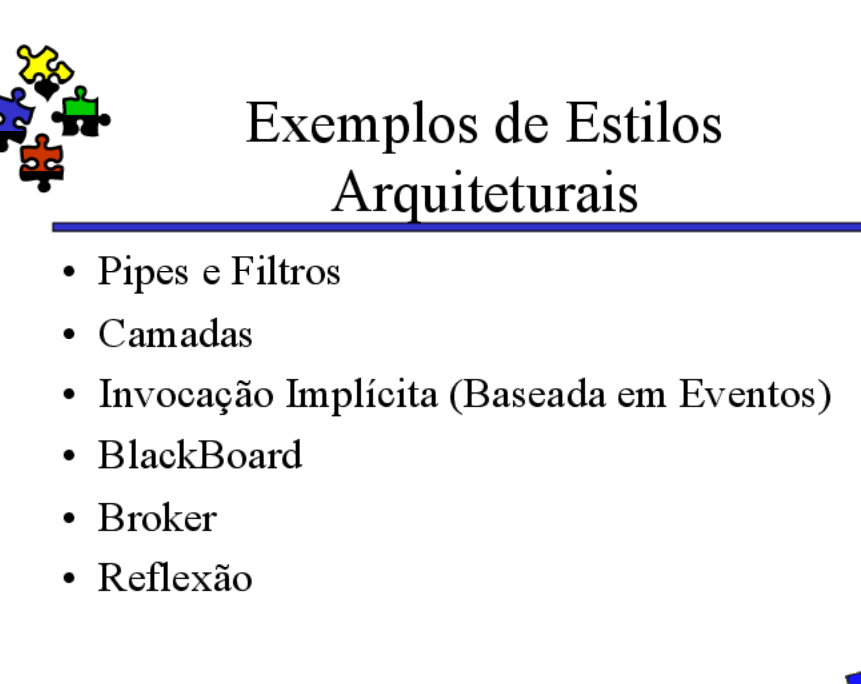 Exemplos de Estilos
Arquiteturais
• Pipes e Filtros
• Camadas
• Invocação Implícita (Baseada em Eventos)
• BlackBoard
• Broker
• Reflexão